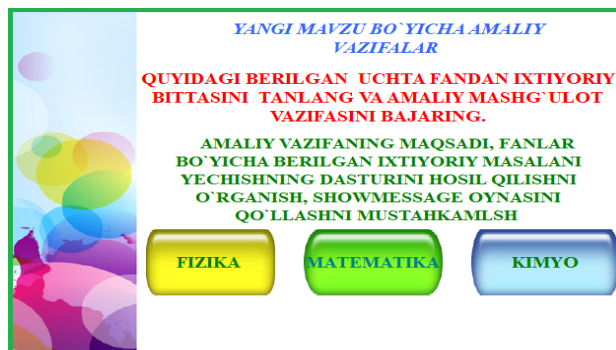 YANGI MAVZU BO`YICHA AMALIY
VAZIFALAR
QUYIDAGI BERILGAN UCHTA FANDAN IXTIYORIY
BITTASINI TANLANG VA AMALIY MASHG`ULOT
VAZIFASINI BAJARING.
AMALIY VAZIFANING MAQSADI, FANLAR
BO`YICHA BERILGAN IXTIYORIY MASALANI
YECHISHNING DASTURINI HOSIL QILISHNI
O`RGANISH, SHOWMESSAGE OYNASINI
QO`LLASHNI MUSTAHKAMLSH
FIZIKA
MATEMATIKA
KIMYO